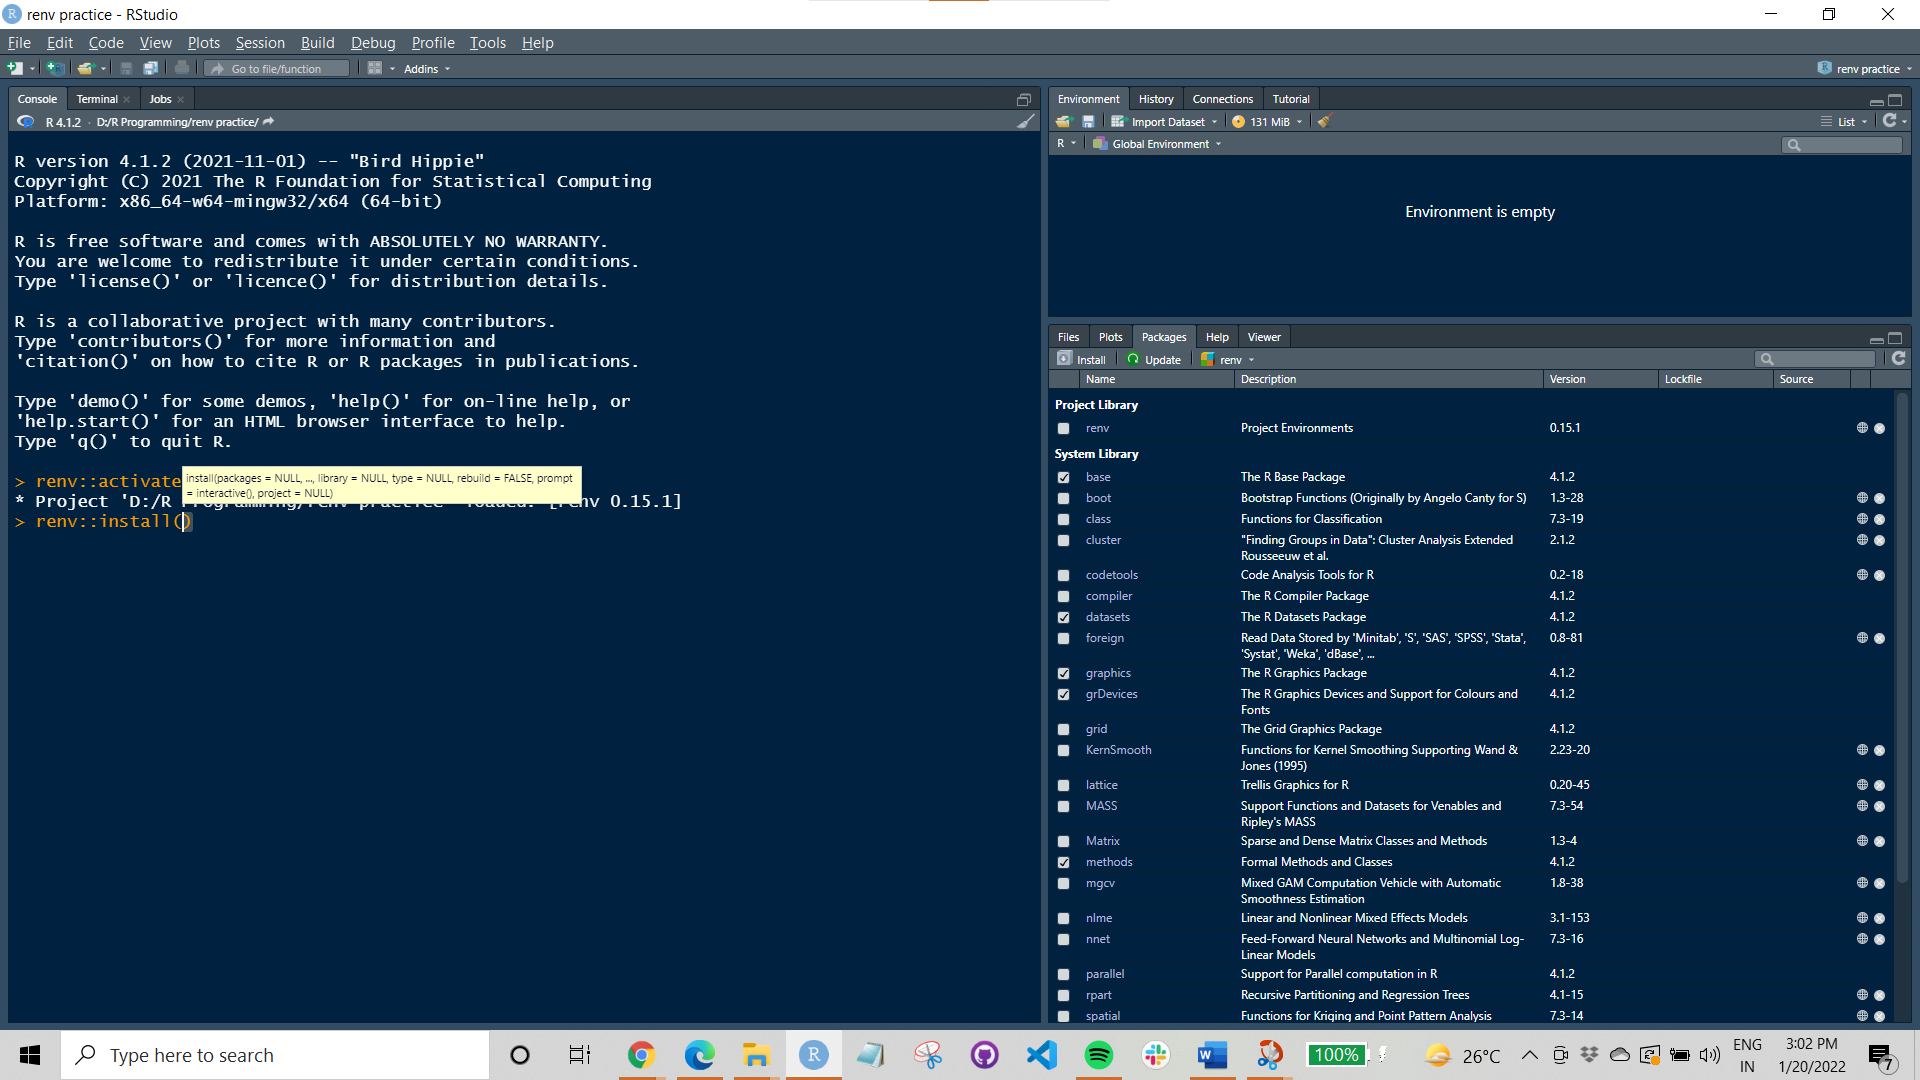 renv practice - RStudio
File Edit Code View Plots Session Build Debug Profile Tools Help
Go to file/function Addins renv practice
Console Terminal Jobs
R 4.1.2 · D:/R Programming/renv practice/
R version 4.1.2 (2021-11-01) -- "Bird Hippie"
Copyright (C) 2021 The R Foundation for Statistical Computing
Platform: x86_64-w64-mingw32/x64 (64-bit)
R is free software and comes with ABSOLUTELY NO WARRANTY.
You are welcome to redistribute it under certain conditions.
Type 'license()' or 'licence()' for distribution details.
R is a collaborative project with many contributors.
Type 'contributors()' for more information and
'citation()' on how to cite R or R packages in publications.
Type 'demo()' for some demos, 'help()' for on-line help, or
'help.start()' for an HTML browser interface to help.
Type 'q()' to quit R.
> renv::activate
install(packages = NULL, ..., library = NULL, type = NULL, rebuild = FALSE, prompt
= interactive(), project = NULL)
* Project 'D:/R Programming/renv practice' loaded. [renv 0.15.1]
> renv::install()
Environment History Connections Tutorial
Import Dataset 131 MiB List
R Global Environment
Environment is empty
Files Plots Packages Help Viewer
Install Update renv
Name Description Version Lockfile Source
Project Library
renv Project Environments 0.15.1
System Library
base The R Base Package 4.1.2
boot Bootstrap Functions (Originally by Angelo Canty for S) 1.3-28
class Functions for Classification 7.3-19
cluster "Finding Groups in Data": Cluster Analysis Extended 2.1.2
Rousseeuw et al.
codetools Code Analysis Tools for R 0.2-18
compiler The R Compiler Package 4.1.2
datasets The R Datasets Package 4.1.2
foreign Read Data Stored by 'Minitab', 'S', 'SAS', 'SPSS', 'Stata', 0.8-81
'Systat', 'Weka', 'dBase', ...
graphics The R Graphics Package 4.1.2
grDevices The R Graphics Devices and Support for Colours and 4.1.2
Fonts
grid The Grid Graphics Package 4.1.2
KernSmooth Functions for Kernel Smoothing Supporting Wand & 2.23-20
Jones (1995)
lattice Trellis Graphics for R 0.20-45
MASS Support Functions and Datasets for Venables and 7.3-54
Ripley's MASS
Matrix Sparse and Dense Matrix Classes and Methods 1.3-4
methods Formal Methods and Classes 4.1.2
mgcv Mixed GAM Computation Vehicle with Automatic 1.8-38
Smoothness Estimation
nlme Linear and Nonlinear Mixed Effects Models 3.1-153
nnet Feed-Forward Neural Networks and Multinomial Log- 7.3-16
Linear Models
parallel Support for Parallel computation in R 4.1.2
rpart Recursive Partitioning and Regression Trees 4.1-15
spatial Functions for Kriging and Point Pattern Analysis 7.3-14
Type here to search
100% 26°C
ENG
IN
3:02 PM
1/20/2022
7